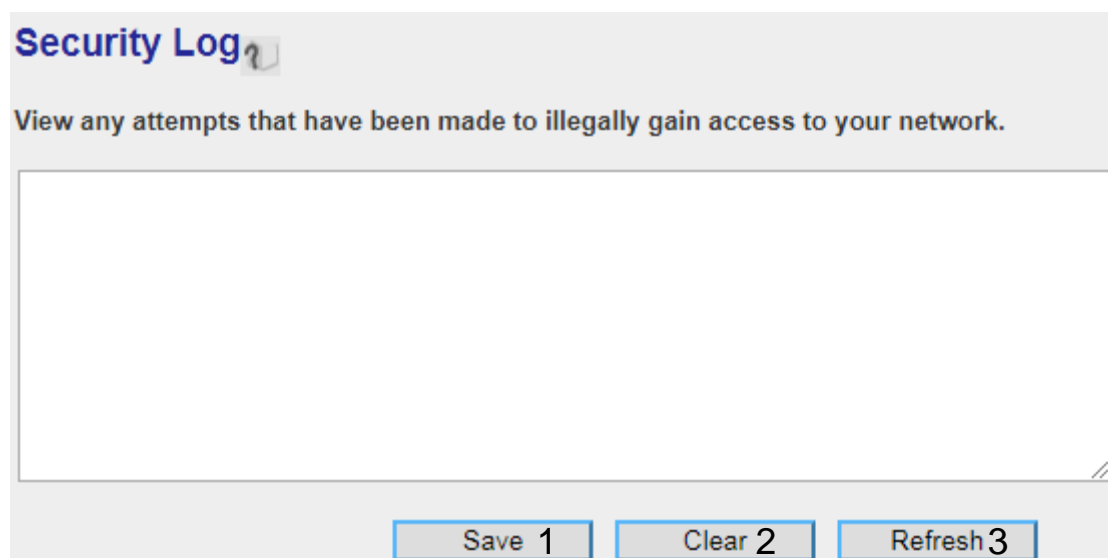 Security Log
View any attempts that have been made to illegally gain access to your network.
Save 1 Clear 2 Refresh 3